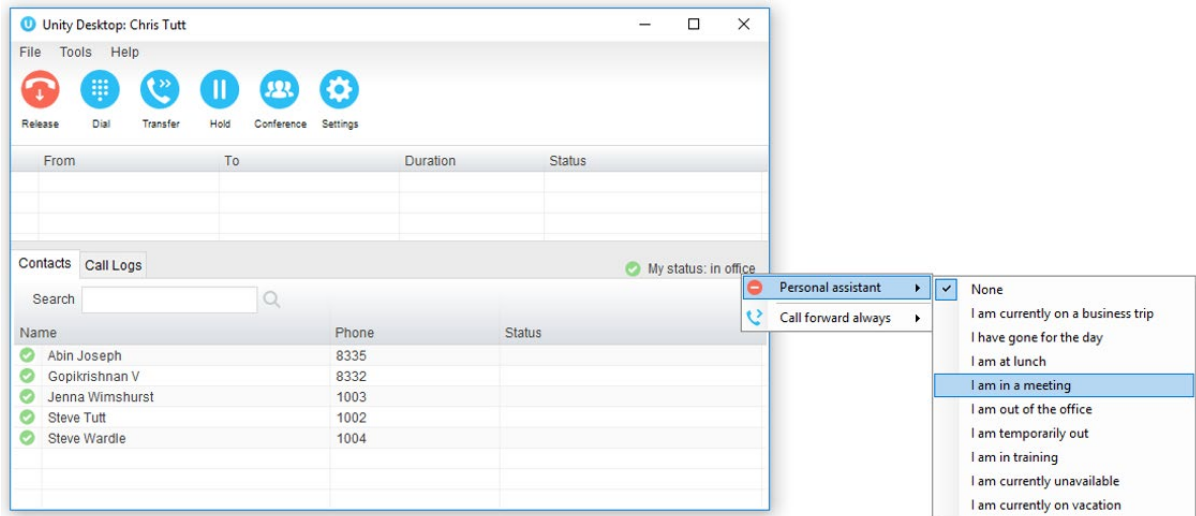 Unity Desktop: Chris Tutt
File Tools Help
Release Dial Transfer Hold Conference Settings
From To Duration Status
Contacts Call Logs
My status: in office
Search
Name Phone Status
Abin Joseph 8335
Gopikrishnan V 8332
Jenna Wimshurst 1003
Steve Tutt 1002
Steve Wardle 1004
Personal assistant
Call forward always
None
I am currently on a business trip
I have gone for the day
I am at lunch
I am in a meeting
I am out of the office
I am temporarily out
I am in training
I am currently unavailable
I am currently on vacation